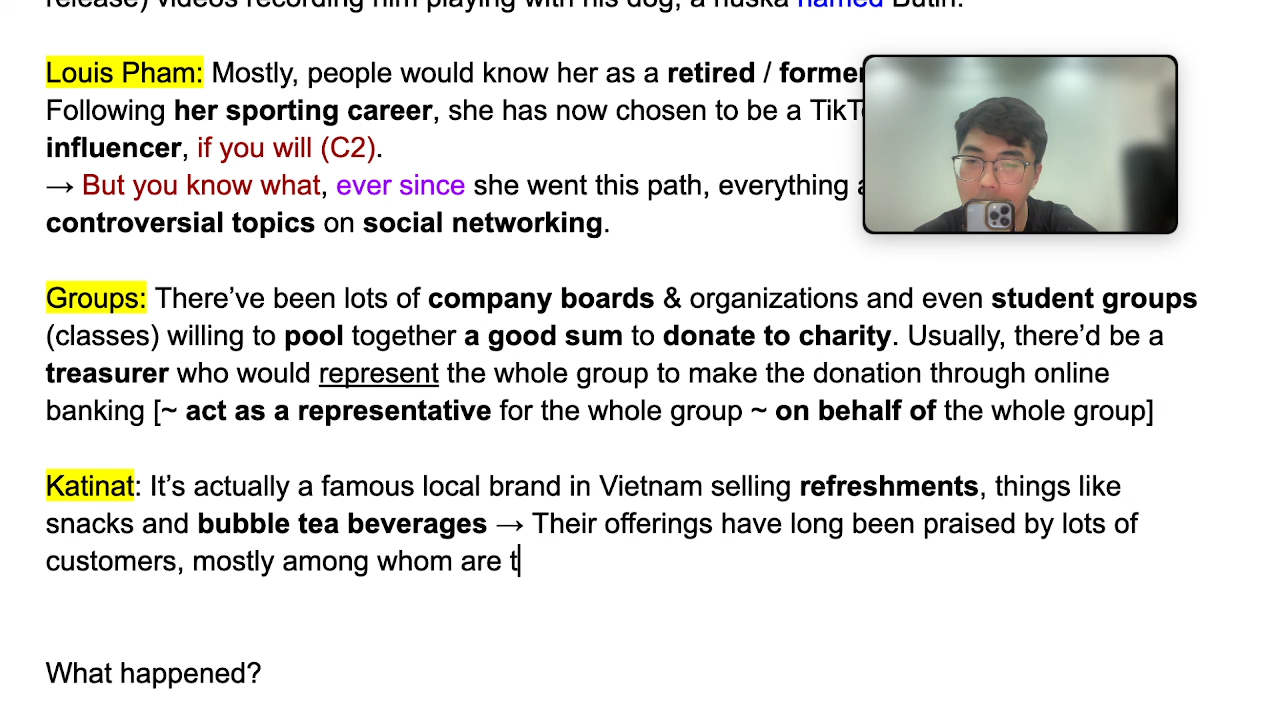 release) videos recording him playing with his dog, a huska named Butin.
Louis Pham: Mostly, people would know her as a retired / former
Following her sporting career, she has now chosen to be a TikTo
influencer, if you will (C2).
→ But you know what, ever since she went this path, everything
controversial topics on social networking.
Groups: There’ve been lots of company boards & organizations and even student groups
(classes) willing to pool together a good sum to donate to charity. Usually, there’d be a
treasurer who would represent the whole group to make the donation through online
banking [~ act as a representative for the whole group ~ on behalf of the whole group]
Katinat: It’s actually a famous local brand in Vietnam selling refreshments, things like
snacks and bubble tea beverages → Their offerings have long been praised by lots of
customers, mostly among whom are t
What happened?